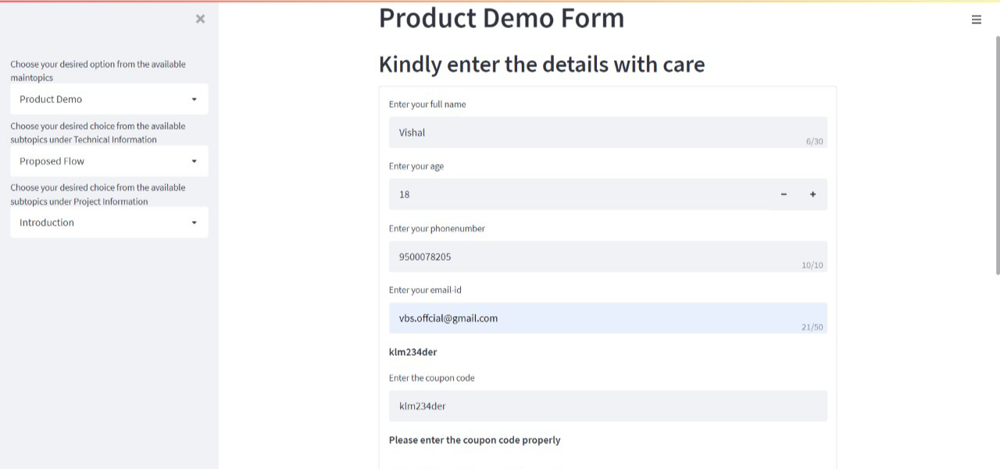 Product Demo Form
Kindly enter the details with care
Choose your desired option from the available
maintopics
Product Demo
Choose your desired choice from the available
subtopics under Technical Information
Proposed Flow
Choose your desired choice from the available
subtopics under Project Information
Introduction
Enter your full name
Vishal
6/30
Enter your age
18
Enter your phonenumber
9500078205
10/10
Enter your email-id
vbs.offcial@gmail.com
21/50
klm234der
Enter the coupon code
klm234der
Please enter the coupon code properly